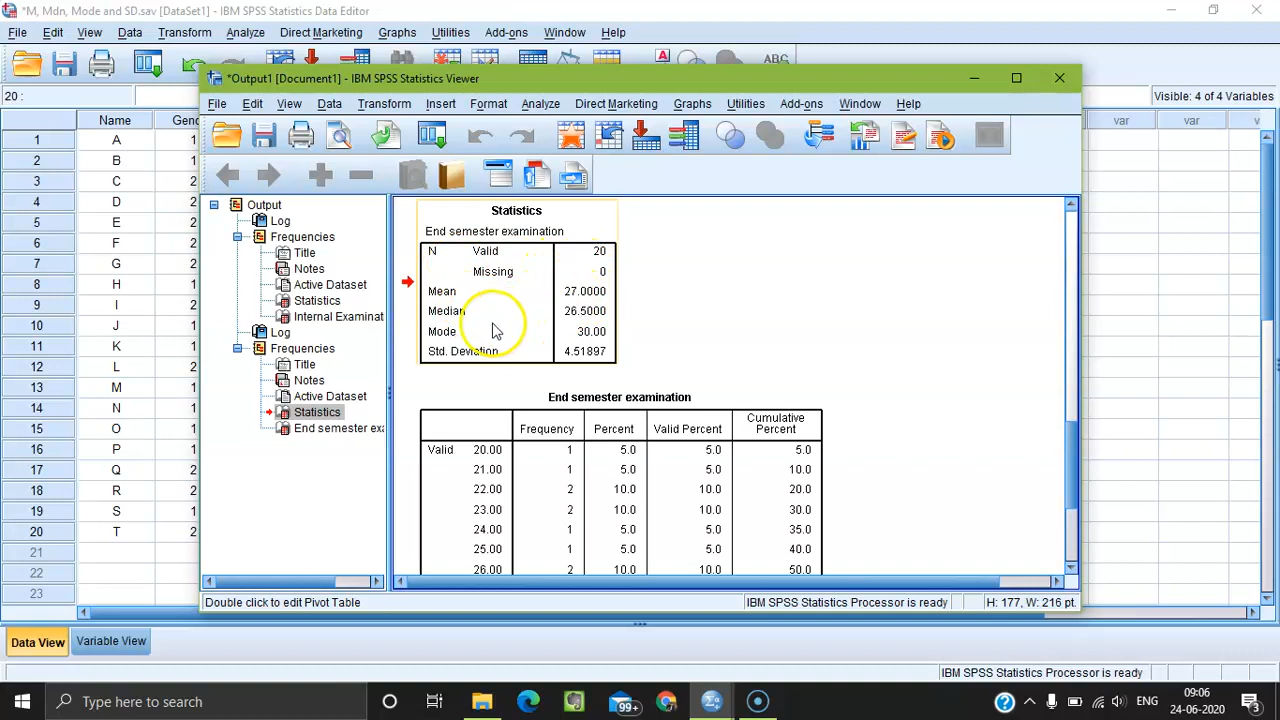 *M, Mdn, Mode and SD.sav [DataSet1] - IBM SPSS Statistics Data Editor
File Edit View Data Transform Analyze Direct Marketing Graphs Utilities Add-ons Window Help
A
ABC
*Output1 [Document1] - IBM SPSS Statistics Viewer
20 :
Visible: 4 of 4 Variables
File Edit View Data Transform Insert Format Analyze Direct Marketing Graphs Utilities Add-ons Window Help
Name Gend var var v
1 A 1
2 B 1
3 C 2
4 D 2
5 E 2
6 F 2
7 G 2
8 H 2
9 I 2
10 J 2
11 K 2
12 L 2
13 M 1
14 N 1
15 O 1
16 P 1
17 Q 2
18 R 2
19 S 1
20 T 2
21
22
23
Output
Log
Frequencies
Title
Notes
Active Dataset
Statistics
Internal Examinat
Log
Frequencies
Title
Notes
Active Dataset
Statistics
End semester exa
Statistics
End semester examination
N Valid 20
Missing 0
Mean 27.0000
Median 26.5000
Mode 30.00
Std. Deviation 4.51897
End semester examination
Frequency Percent Valid Percent Cumulative Percent
Valid 20.00 1 5.0 5.0 5.0
21.00 1 5.0 5.0 10.0
22.00 2 10.0 10.0 20.0
23.00 2 10.0 10.0 30.0
24.00 1 5.0 5.0 35.0
25.00 1 5.0 5.0 40.0
26.00 2 10.0 10.0 50.0
Double click to edit Pivot Table
IBM SPSS Statistics Processor is ready
H: 177, W: 216 pt.
Data View Variable View
IBM SPSS Statistics Processor is ready
Type here to search
99+
ENG
09:06
24-06-2020
3